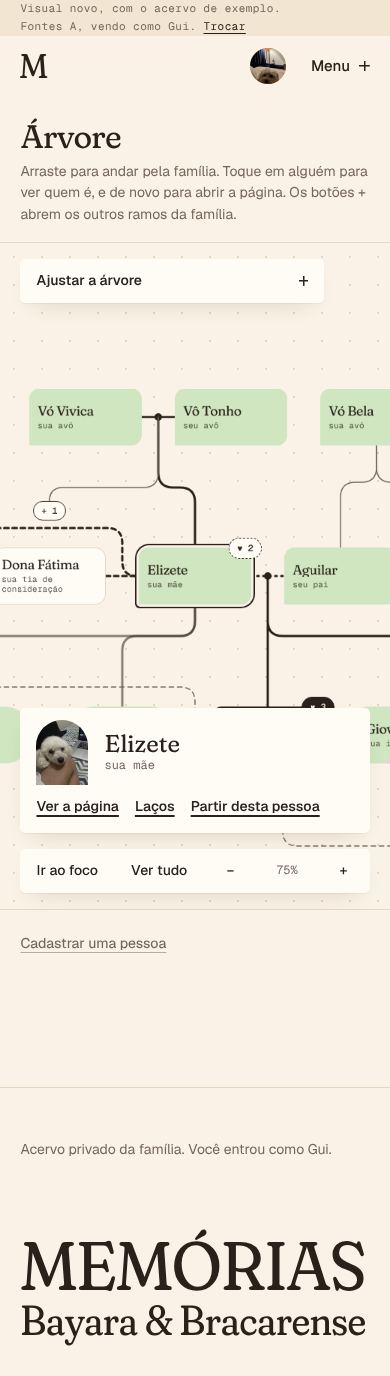 Visual novo, com o acervo de exemplo.
Fontes A, vendo como Gui. Trocar
M
Menu +
Árvore
Arraste para andar pela família. Toque em alguém para
ver quem é, e de novo para abrir a página. Os botões +
abrem os outros ramos da família.
Ajustar a árvore +
Vó Vivica
sua avó
Vô Tonho
seu avô
Vó Bela
sua avó
+ 1
♥ 2
Dona Fátima
sua tia de
consideração
Elizete
sua mãe
Aguilar
seu pai
Elizete
sua mãe
Ver a página Laços Partir desta pessoa
Ir ao foco Ver tudo − 75% +
Cadastrar uma pessoa
Acervo privado da família. Você entrou como Gui.
MEMÓRIAS
Bayara & Bracarense